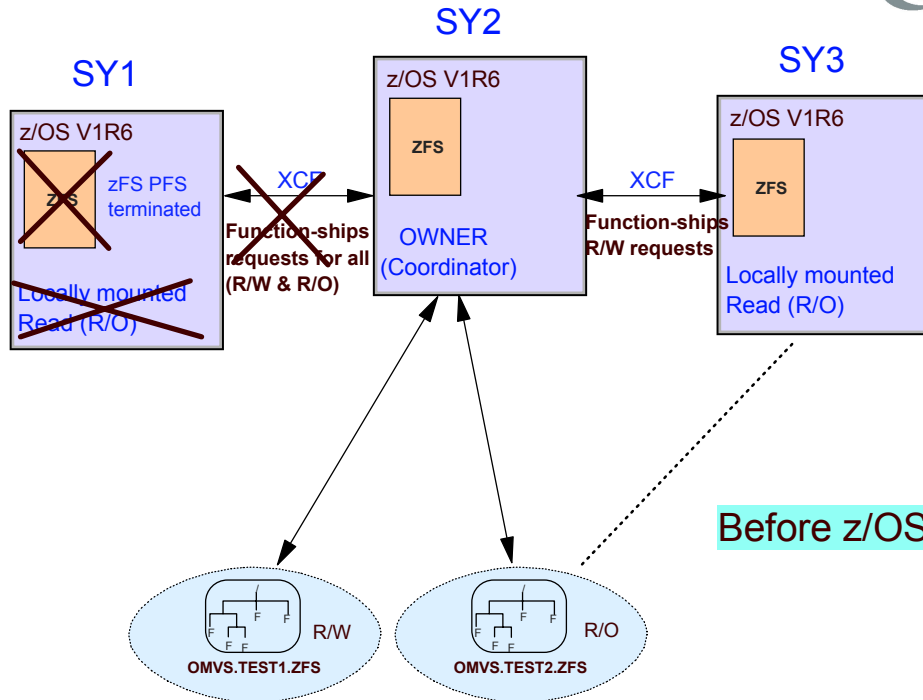 SY1
z/OS V1R6
ZFS
zFS PFS
terminated
Locally mounted
Read (R/O)
XCF
Function-ships
requests for all
(R/W & R/O)
SY2
z/OS V1R6
ZFS
OWNER
(Coordinator)
XCF
Function-ships
R/W requests
SY3
z/OS V1R6
ZFS
Locally mounted
Read (R/O)
Before z/OS
/
F
F
F
F
F
R/W
OMVS.TEST1.ZFS
/
F
F
F
F
F
R/O
OMVS.TEST2.ZFS